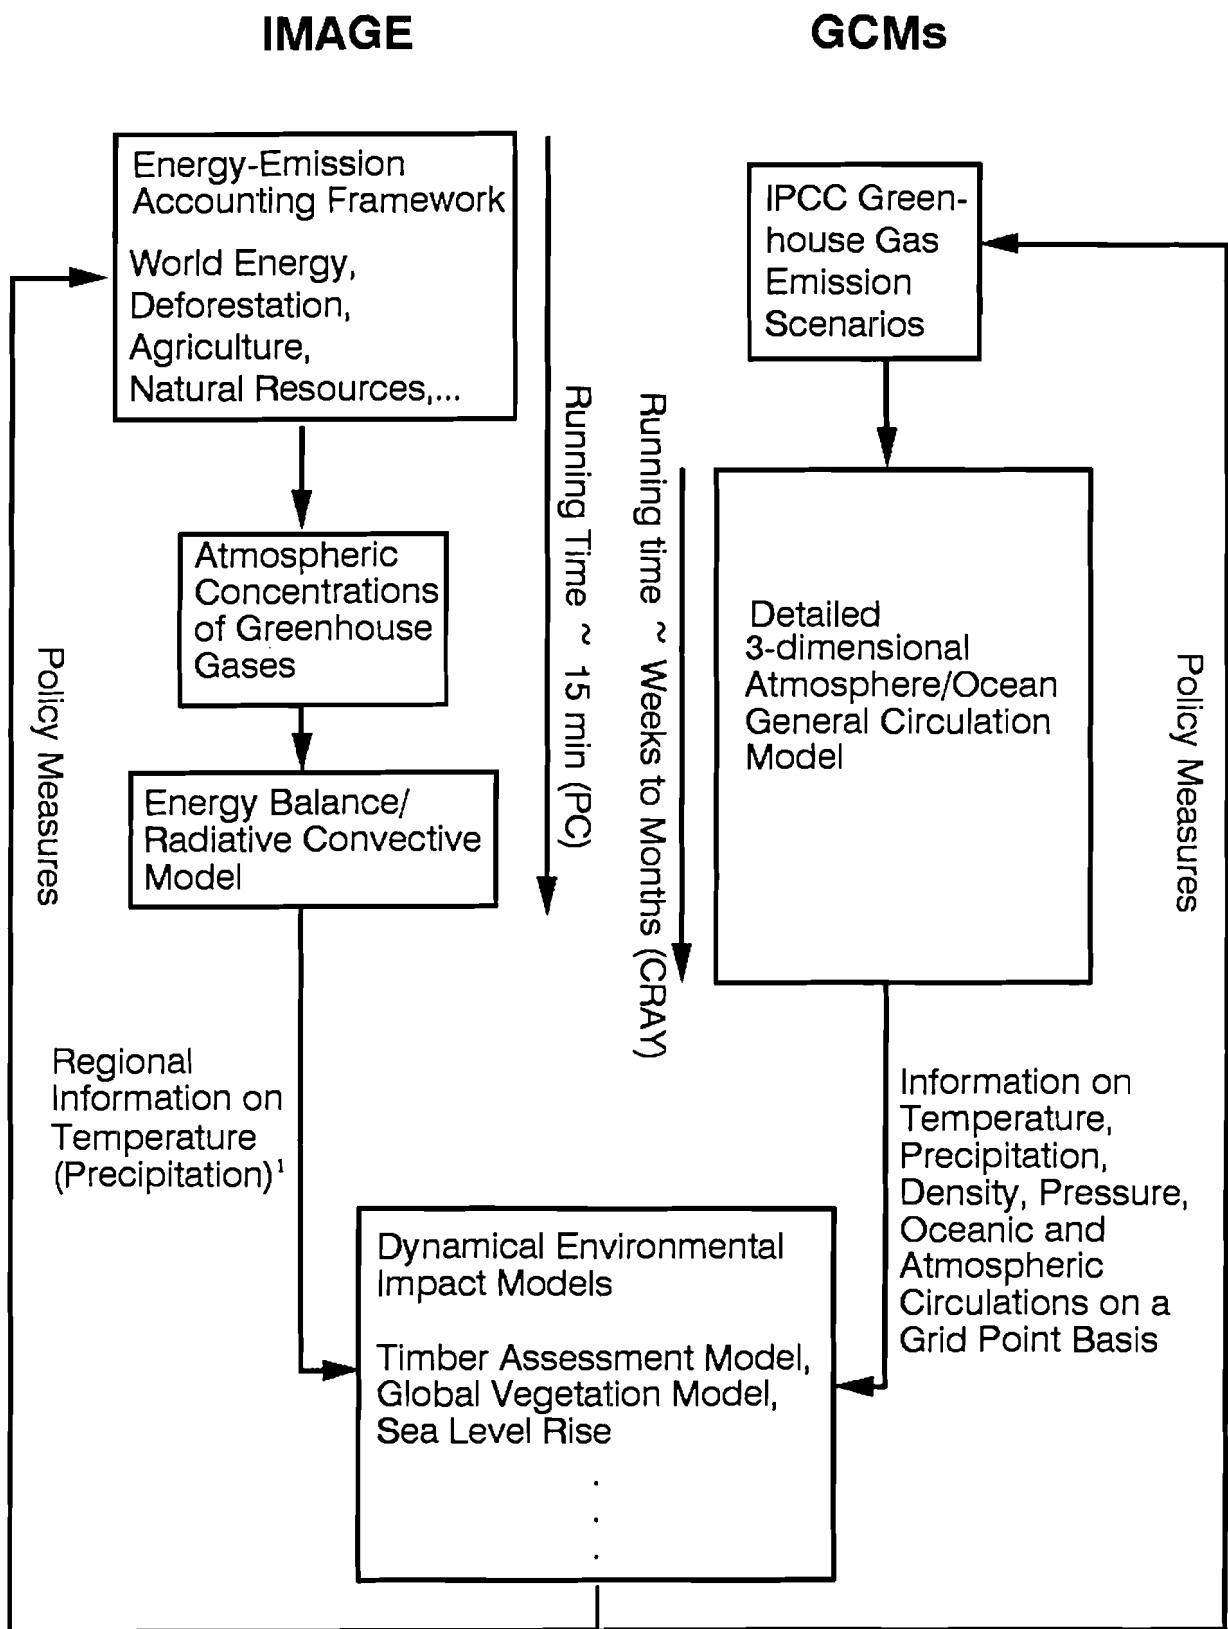 IMAGE
GCMs
Energy-Emission
Accounting Framework
World Energy,
Deforestation,
Agriculture,
Natural Resources,...
IPCC Green-
house Gas
Emission
Scenarios
Running Time ~ 15 min (PC)
Running time ~ Weeks to Months (CRAY)
Atmospheric
Concentrations
of Greenhouse
Gases
Detailed
3-dimensional
Atmosphere/Ocean
General Circulation
Model
Policy Measures
Policy Measures
Energy Balance/
Radiative Convective
Model
Regional
Information on
Temperature
(Precipitation)¹
Information on
Temperature,
Precipitation,
Density, Pressure,
Oceanic and
Atmospheric
Circulations on a
Grid Point Basis
Dynamical Environmental
Impact Models
Timber Assessment Model,
Global Vegetation Model,
Sea Level Rise
.
.
.